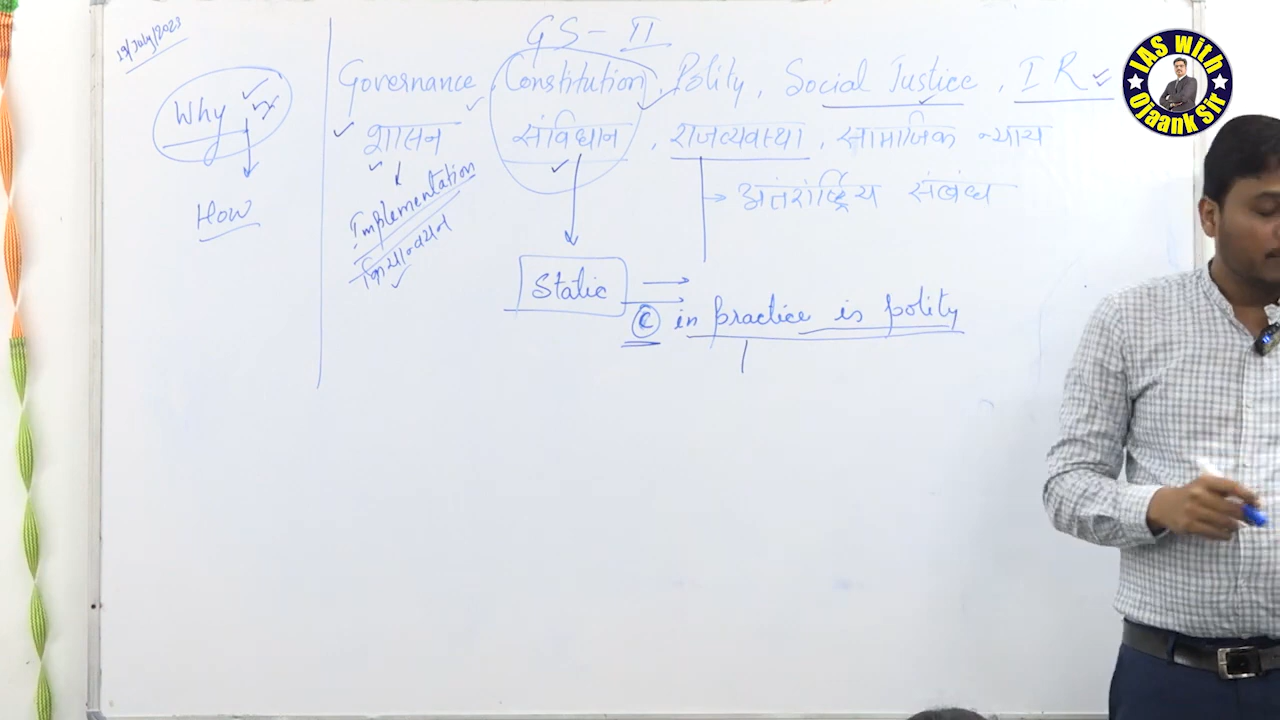 19/July/2023
GS - II
Governance, Constitution, Polity, Social Justice, IR
शासन संविधान, राजव्यवस्था, सामाजिक न्याय
अतंर्राष्ट्रिय संबंध
Why
How
Implementation
क्रियान्वयन
Static
C in practice is polity
IAS with Ojaank Sir